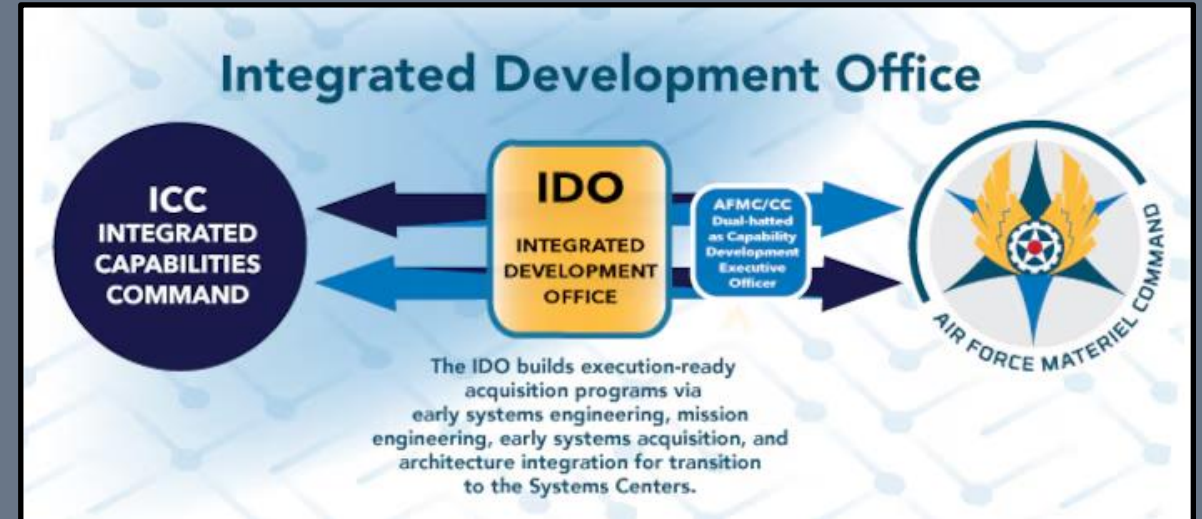 Integrated Development Office
ICC
INTEGRATED
CAPABILITIES
COMMAND
IDO
INTEGRATED
DEVELOPMENT
OFFICE
AFMC/CC
Dual-hatted
as Capability
Development
Executive
Officer
AIR FORCE MATERIEL COMMAND
The IDO builds execution-ready
acquisition programs via
early systems engineering, mission
engineering, early systems acquisition, and
architecture integration for transition
to the Systems Centers.